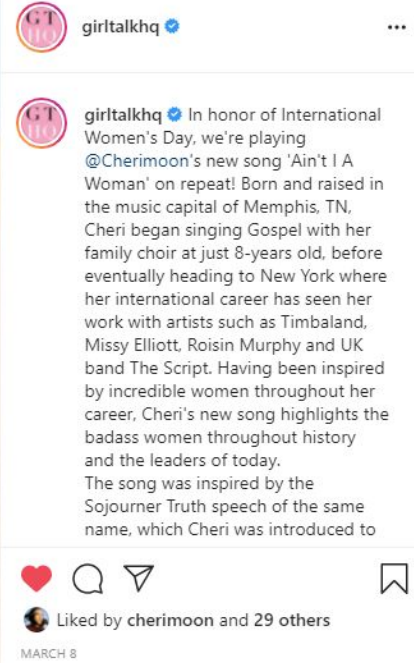 GT
HQ
girltalkhq
GT
HQ
girltalkhq In honor of International
Women's Day, we're playing
@Cherimoon's new song 'Ain't I A
Woman' on repeat! Born and raised in
the music capital of Memphis, TN,
Cheri began singing Gospel with her
family choir at just 8-years old, before
eventually heading to New York where
her international career has seen her
work with artists such as Timbaland,
Missy Elliott, Roisin Murphy and UK
band The Script. Having been inspired
by incredible women throughout her
career, Cheri's new song highlights the
badass women throughout history
and the leaders of today.
The song was inspired by the
Sojourner Truth speech of the same
name, which Cheri was introduced to
Liked by cherimoon and 29 others
MARCH 8